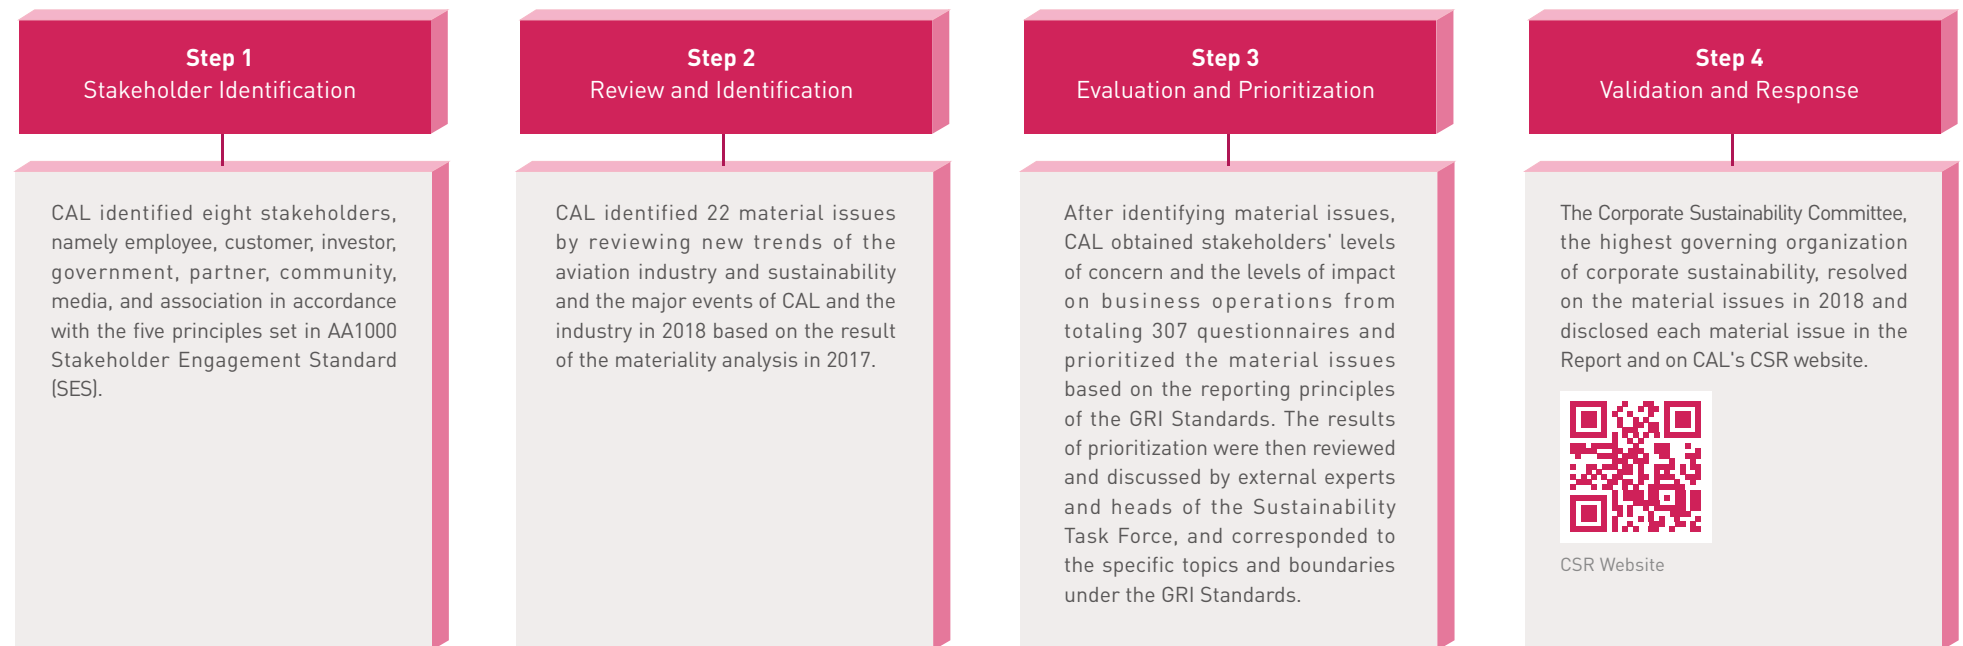 Step 1
Stakeholder Identification
CAL identified eight stakeholders,
namely employee, customer, investor,
government, partner, community,
media, and association in accordance
with the five principles set in AA1000
Stakeholder Engagement Standard
(SES).
Step 2
Review and Identification
CAL identified 22 material issues
by reviewing new trends of the
aviation industry and sustainability
and the major events of CAL and the
industry in 2018 based on the result
of the materiality analysis in 2017.
Step 3
Evaluation and Prioritization
After identifying material issues,
CAL obtained stakeholders' levels
of concern and the levels of impact
on business operations from
totaling 307 questionnaires and
prioritized the material issues
based on the reporting principles
of the GRI Standards. The results
of prioritization were then reviewed
and discussed by external experts
and heads of the Sustainability
Task Force, and corresponded to
the specific topics and boundaries
under the GRI Standards.
Step 4
Validation and Response
The Corporate Sustainability Committee,
the highest governing organization
of corporate sustainability, resolved
on the material issues in 2018 and
disclosed each material issue in the
Report and on CAL's CSR website.
CSR Website